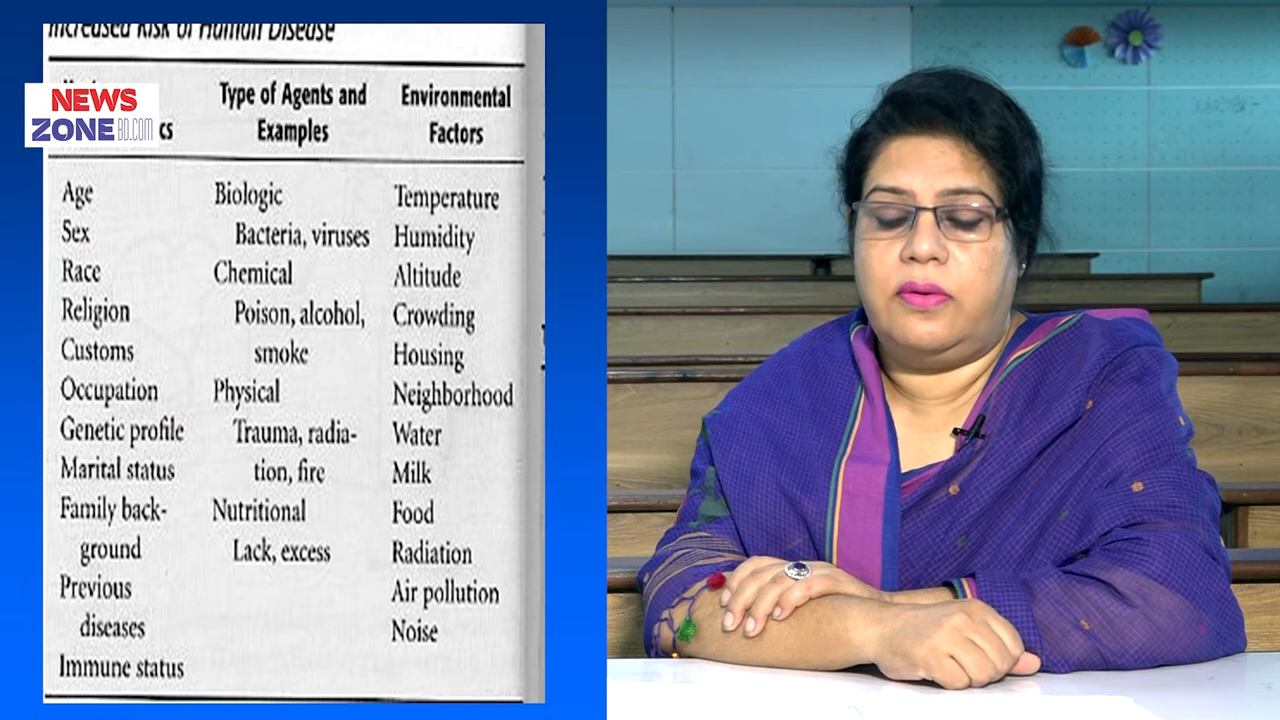 Increased Risk of Human Disease
NEWS
ZONE BD.com
Age
Sex
Race
Religion
Customs
Occupation
Genetic profile
Marital status
Family back-
ground
Previous
diseases
Immune status
Type of Agents and
Examples
Biologic
Bacteria, viruses
Chemical
Poison, alcohol,
smoke
Physical
Trauma, radia-
tion, fire
Nutritional
Lack, excess
Environmental
Factors
Temperature
Humidity
Altitude
Crowding
Housing
Neighborhood
Water
Milk
Food
Radiation
Air pollution
Noise